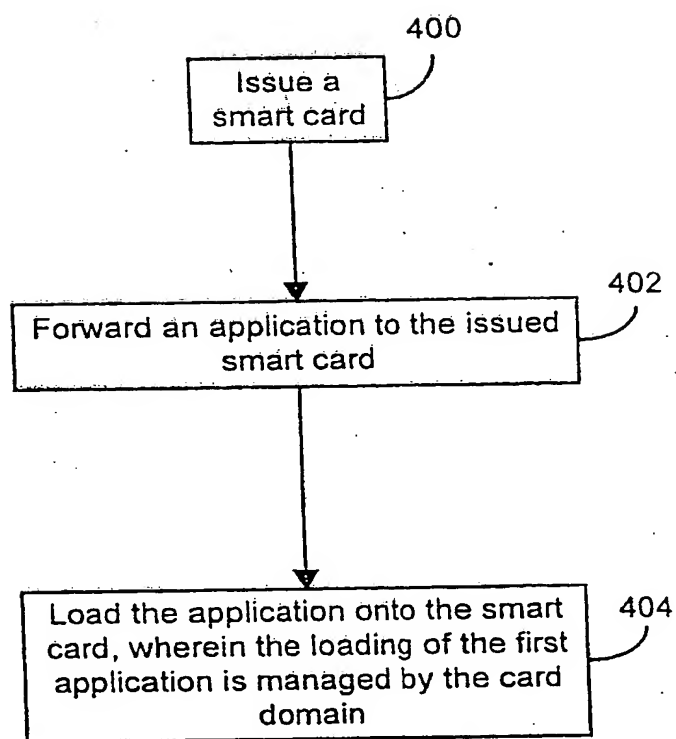 400
Issue a
smart card
402
Forward an application to the issued
smart card
Load the application onto the smart
card, wherein the loading of the first
application is managed by the card
domain
404